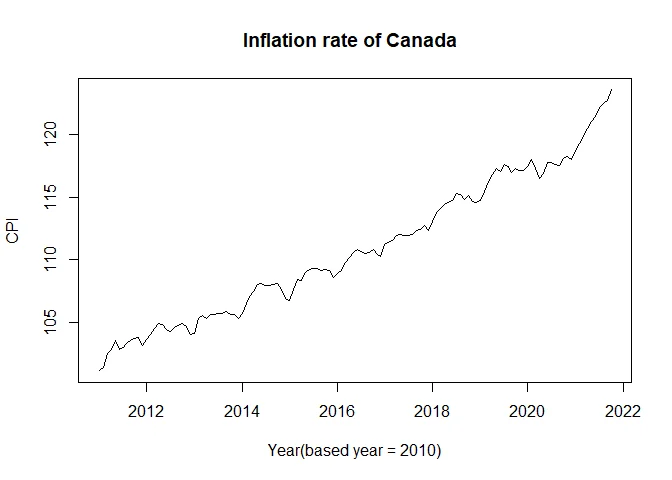 Inflation rate of Canada
CPI
120
115
110
105
2012 2014 2016 2018 2020 2022
Year(based year = 2010)